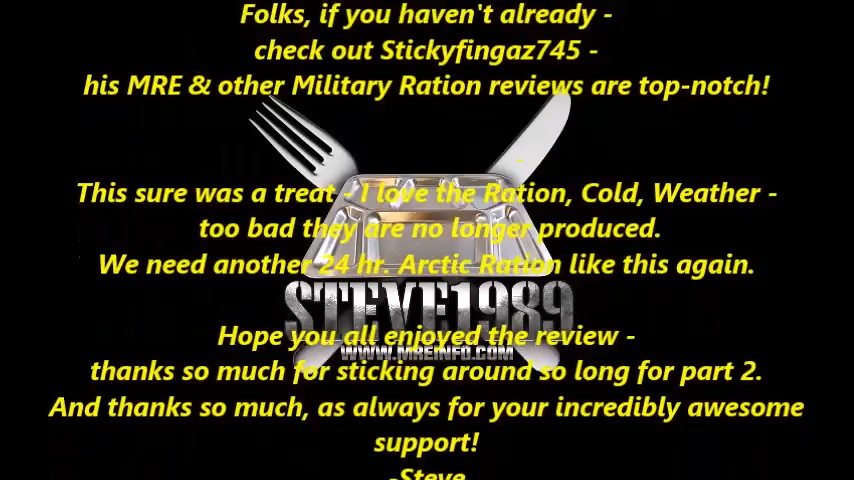 Folks, if you haven't already -
check out Stickyfingaz745 -
his MRE & other Military Ration reviews are top-notch!
-
This sure was a treat - I love the Ration, Cold, Weather -
too bad they are no longer produced.
We need another 24 hr. Arctic Ration like this again.
STEVE1989
Hope you all enjoyed the review -
WWW.MREINFO.COM
thanks so much for sticking around so long for part 2.
And thanks so much, as always for your incredibly awesome
support!
-Steve